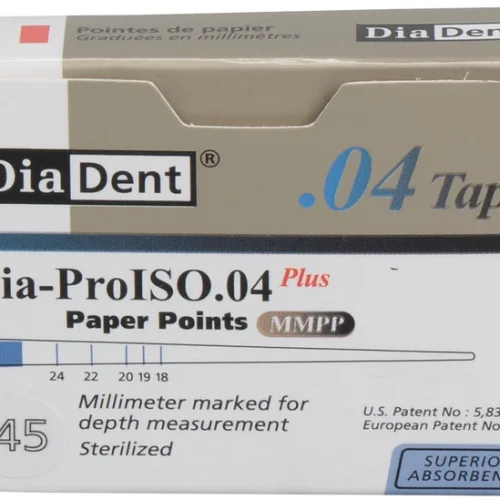 Pointes de papier
Graduées en millimètres
DiaDent
DiaDent®
.04 Tap
ia-ProISO.04 Plus
Paper Points MMPP
24 22 20 19 18
45
Millimeter marked for
depth measurement
Sterilized
U.S. Patent No : 5,83
European Patent No
SUPERIO
ABSORBEN